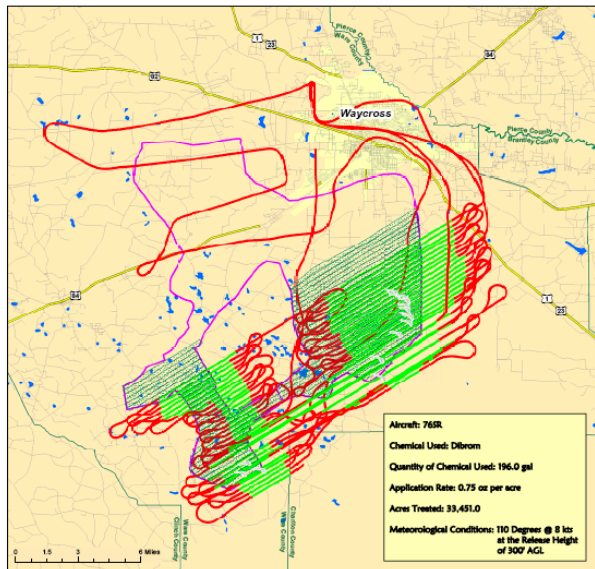 1
23
84
Pierce County
Ware County
82
Waycross
Pierce County
Brantley County
84
1
23
Aircraft: 765R
Chemical Used: Dibrom
Quantity of Chemical Used: 196.0 gal
Application Rate: 0.75 oz per acre
Acres Treated: 33,451.0
Meteorological Conditions: 110 Degrees @ 8 kts
at the Release Height
of 300' AGL
Ware County
Clinch County
Charlton County
Ware County
0 1.5 3 6 Miles